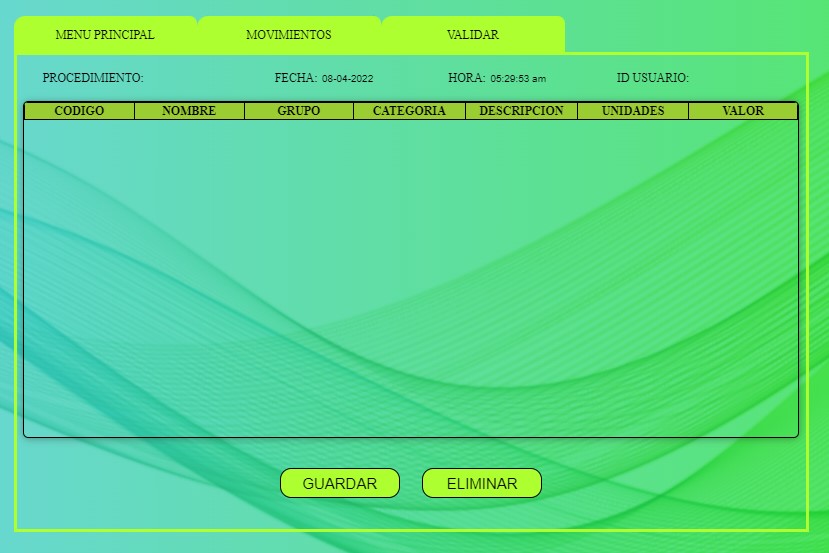 MENU PRINCIPAL MOVIMIENTOS VALIDAR
PROCEDIMIENTO: FECHA: 08-04-2022 HORA: 05:29:53 am ID USUARIO:
CODIGO NOMBRE GRUPO CATEGORIA DESCRIPCION UNIDADES VALOR
GUARDAR ELIMINAR